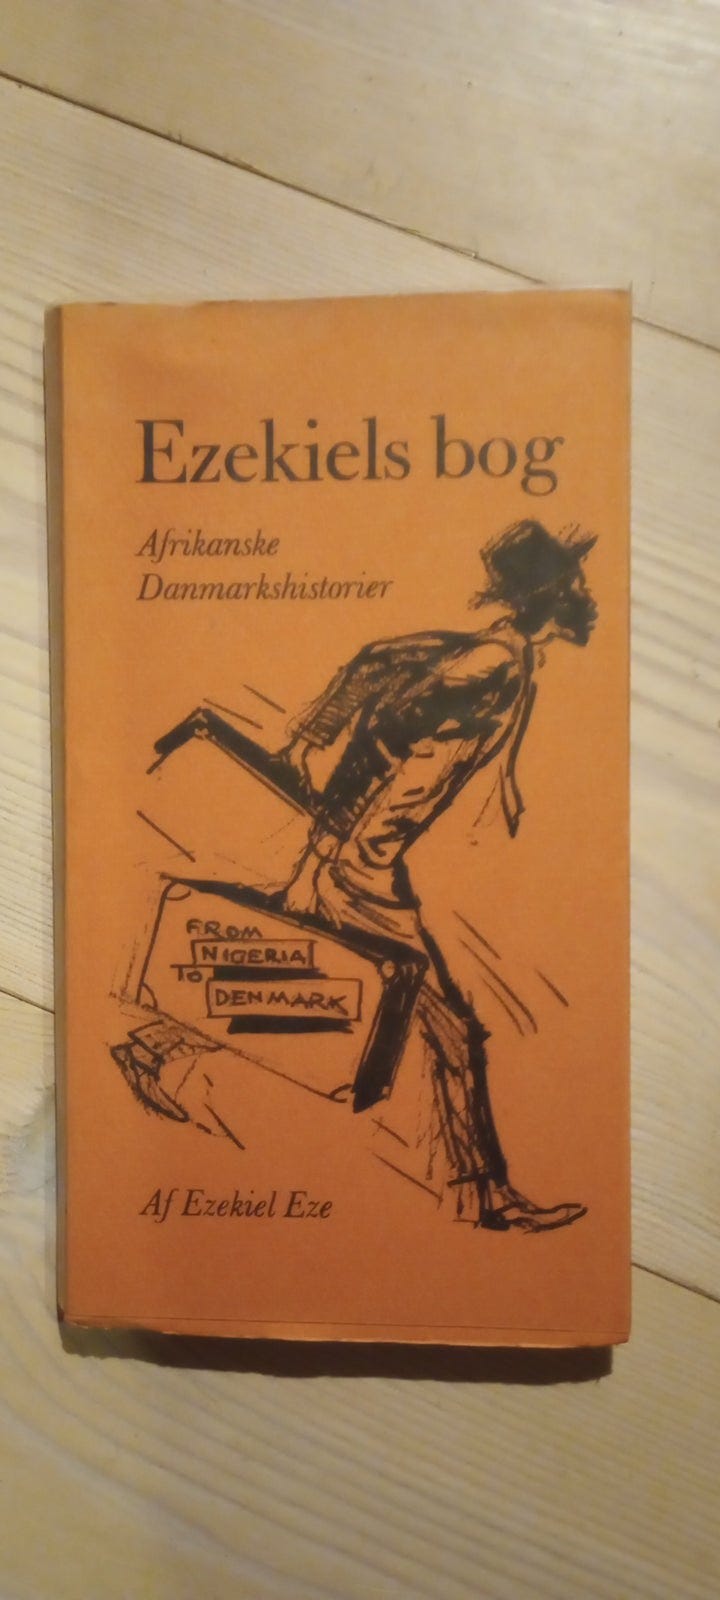 Ezekiels bog
Afrikanske
Danmarkshistorier
FROM
NIGERIA
TO
DENMARK
Af Ezekiel Eze